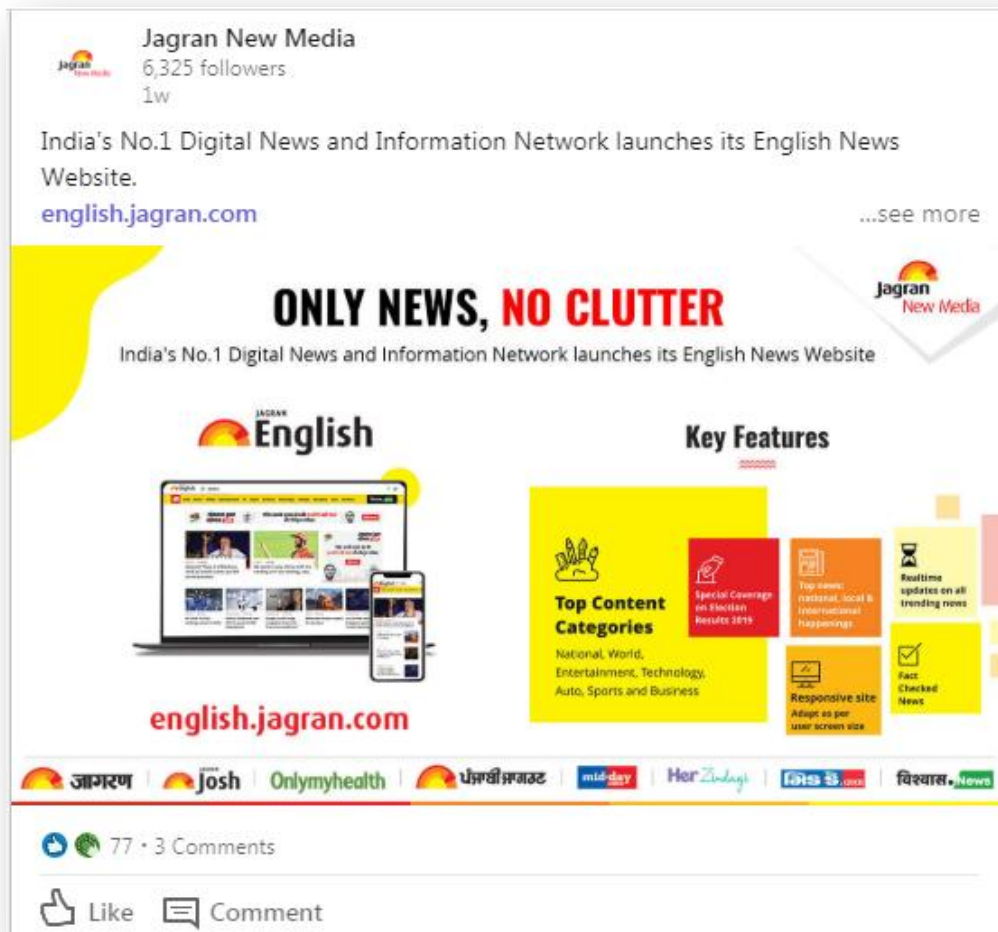 Jagran New Media
6,325 followers
1w
India's No.1 Digital News and Information Network launches its English News
Website.
english.jagran.com
...see more
Jagran
New Media
ONLY NEWS, NO CLUTTER
India's No.1 Digital News and Information Network launches its English News Website
JAGRAN
English
english.jagran.com
Key Features
Top Content
Categories
National, World,
Entertainment, Technology,
Auto, Sports and Business
Special Coverage
on Election
Results 2019
Top news:
national, local &
international
happenings
Realtime
updates on all
trending news
Responsive site
Adapt as per
user screen size
Fact
Checked
News
जागरण
JAGRAN
josh
Onlymyhealth
ਪੰਜਾਬੀ ਜਾਗਰਣ
mid-day
Her Zindagi
विश्वास.News
77 • 3 Comments
Like
Comment